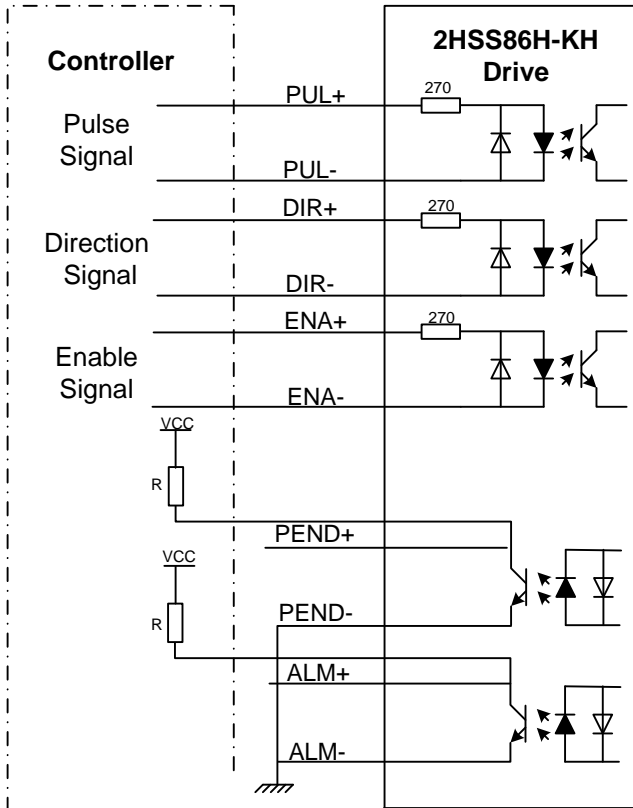 Controller
2HSS86H-KH
Drive
PUL+
270
Pulse
Signal
PUL-
DIR+
270
Direction
Signal
DIR-
ENA+
270
Enable
Signal
ENA-
VCC
R
PEND+
VCC
PEND-
R
ALM+
ALM-